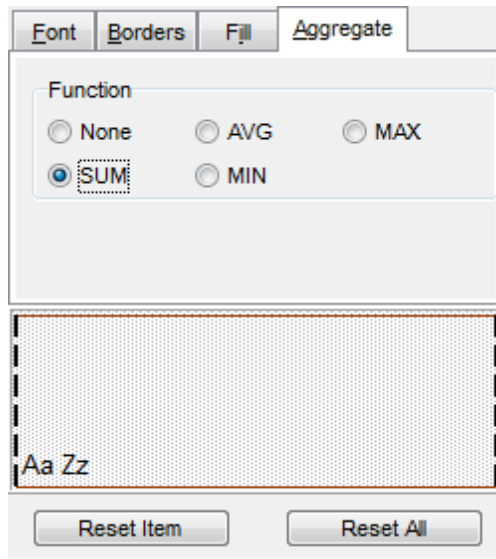 Font Borders Fill Aggregate
Function
None AVG MAX
SUM MIN
Aa Zz
Reset Item Reset All